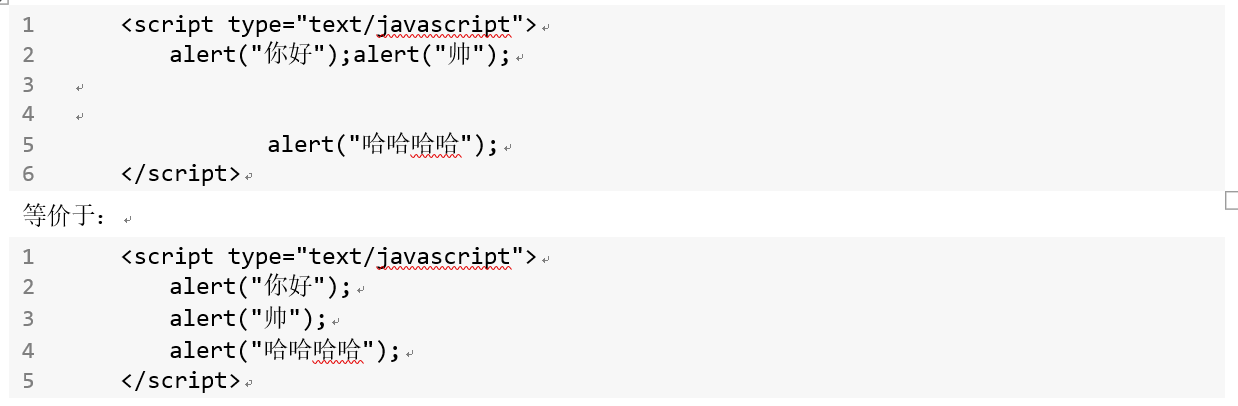 1 <script type="text/javascript">
2 alert("你好");alert("帅");
3
4
5 alert("哈哈哈哈");
6 </script>
等价于：
1 <script type="text/javascript">
2 alert("你好");
3 alert("帅");
4 alert("哈哈哈哈");
5 </script>